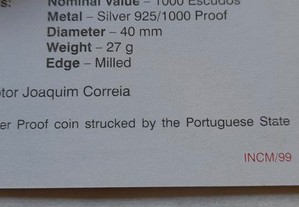 s: Nominal Value – 1000 Escudos
Metal – Silver 925/1000 Proof
Diameter – 40 mm
Weight – 27 g
Edge – Milled
tor Joaquim Correia
er Proof coin strucked by the Portuguese State
INCM/99